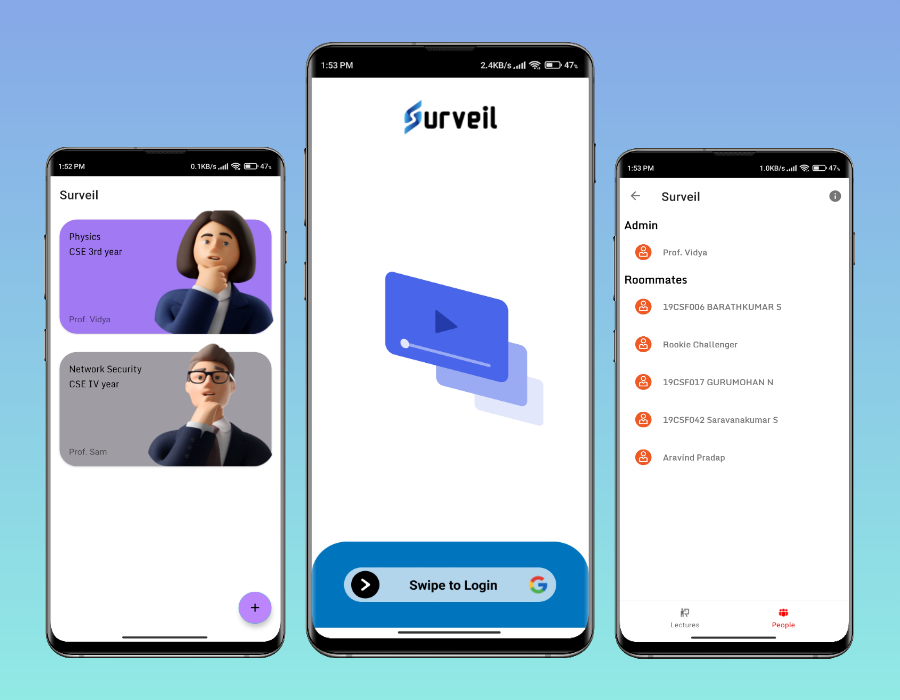 1:52 PM
0.1KB/s 47%
Surveil
Physics
CSE 3rd year
Prof. Vidya
Network Security
CSE IV year
Prof. Sam
+
1:53 PM
2.4KB/s 47%
Surveil
Swipe to Login
G
1:53 PM
1.0KB/s 47%
Surveil
Admin
Prof. Vidya
Roommates
19CSF006 BARATHKUMAR S
Rookie Challenger
19CSF017 GURUMOHAN N
19CSF042 Saravanakumar S
Aravind Pradap
Lectures
People